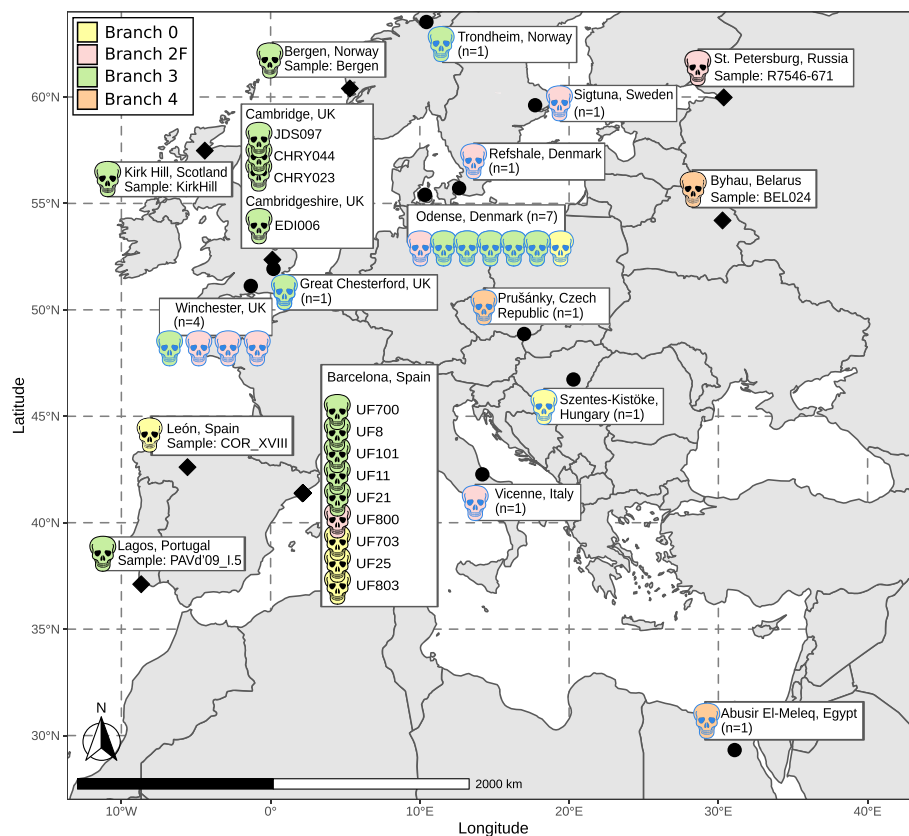 Branch 0
Branch 2F
Branch 3
Branch 4
Bergen, Norway
Sample: Bergen
Trondheim, Norway
(n=1)
St. Petersburg, Russia
Sample: R7546-671
Sigtuna, Sweden
(n=1)
Cambridge, UK
JDS097
CHRY044
CHRY023
Cambridgeshire, UK
EDI006
Kirk Hill, Scotland
Sample: KirkHill
Refshale, Denmark
(n=1)
Byhau, Belarus
Sample: BEL024
Odense, Denmark (n=7)
Great Chesterford, UK
(n=1)
Winchester, UK
(n=4)
Prušánky, Czech
Republic (n=1)
Barcelona, Spain
UF700
UF8
UF101
UF11
UF21
UF800
UF703
UF25
UF803
Szentes-Kistöke,
Hungary (n=1)
León, Spain
Sample: COR_XVIII
Vicenne, Italy
(n=1)
Lagos, Portugal
Sample: PAVd'09_I.5
Abusir El-Meleq, Egypt
(n=1)
N
2000 km
60°N
55°N
50°N
45°N
40°N
35°N
30°N
Latitude
10°W
0°
10°E
20°E
30°E
40°E
Longitude